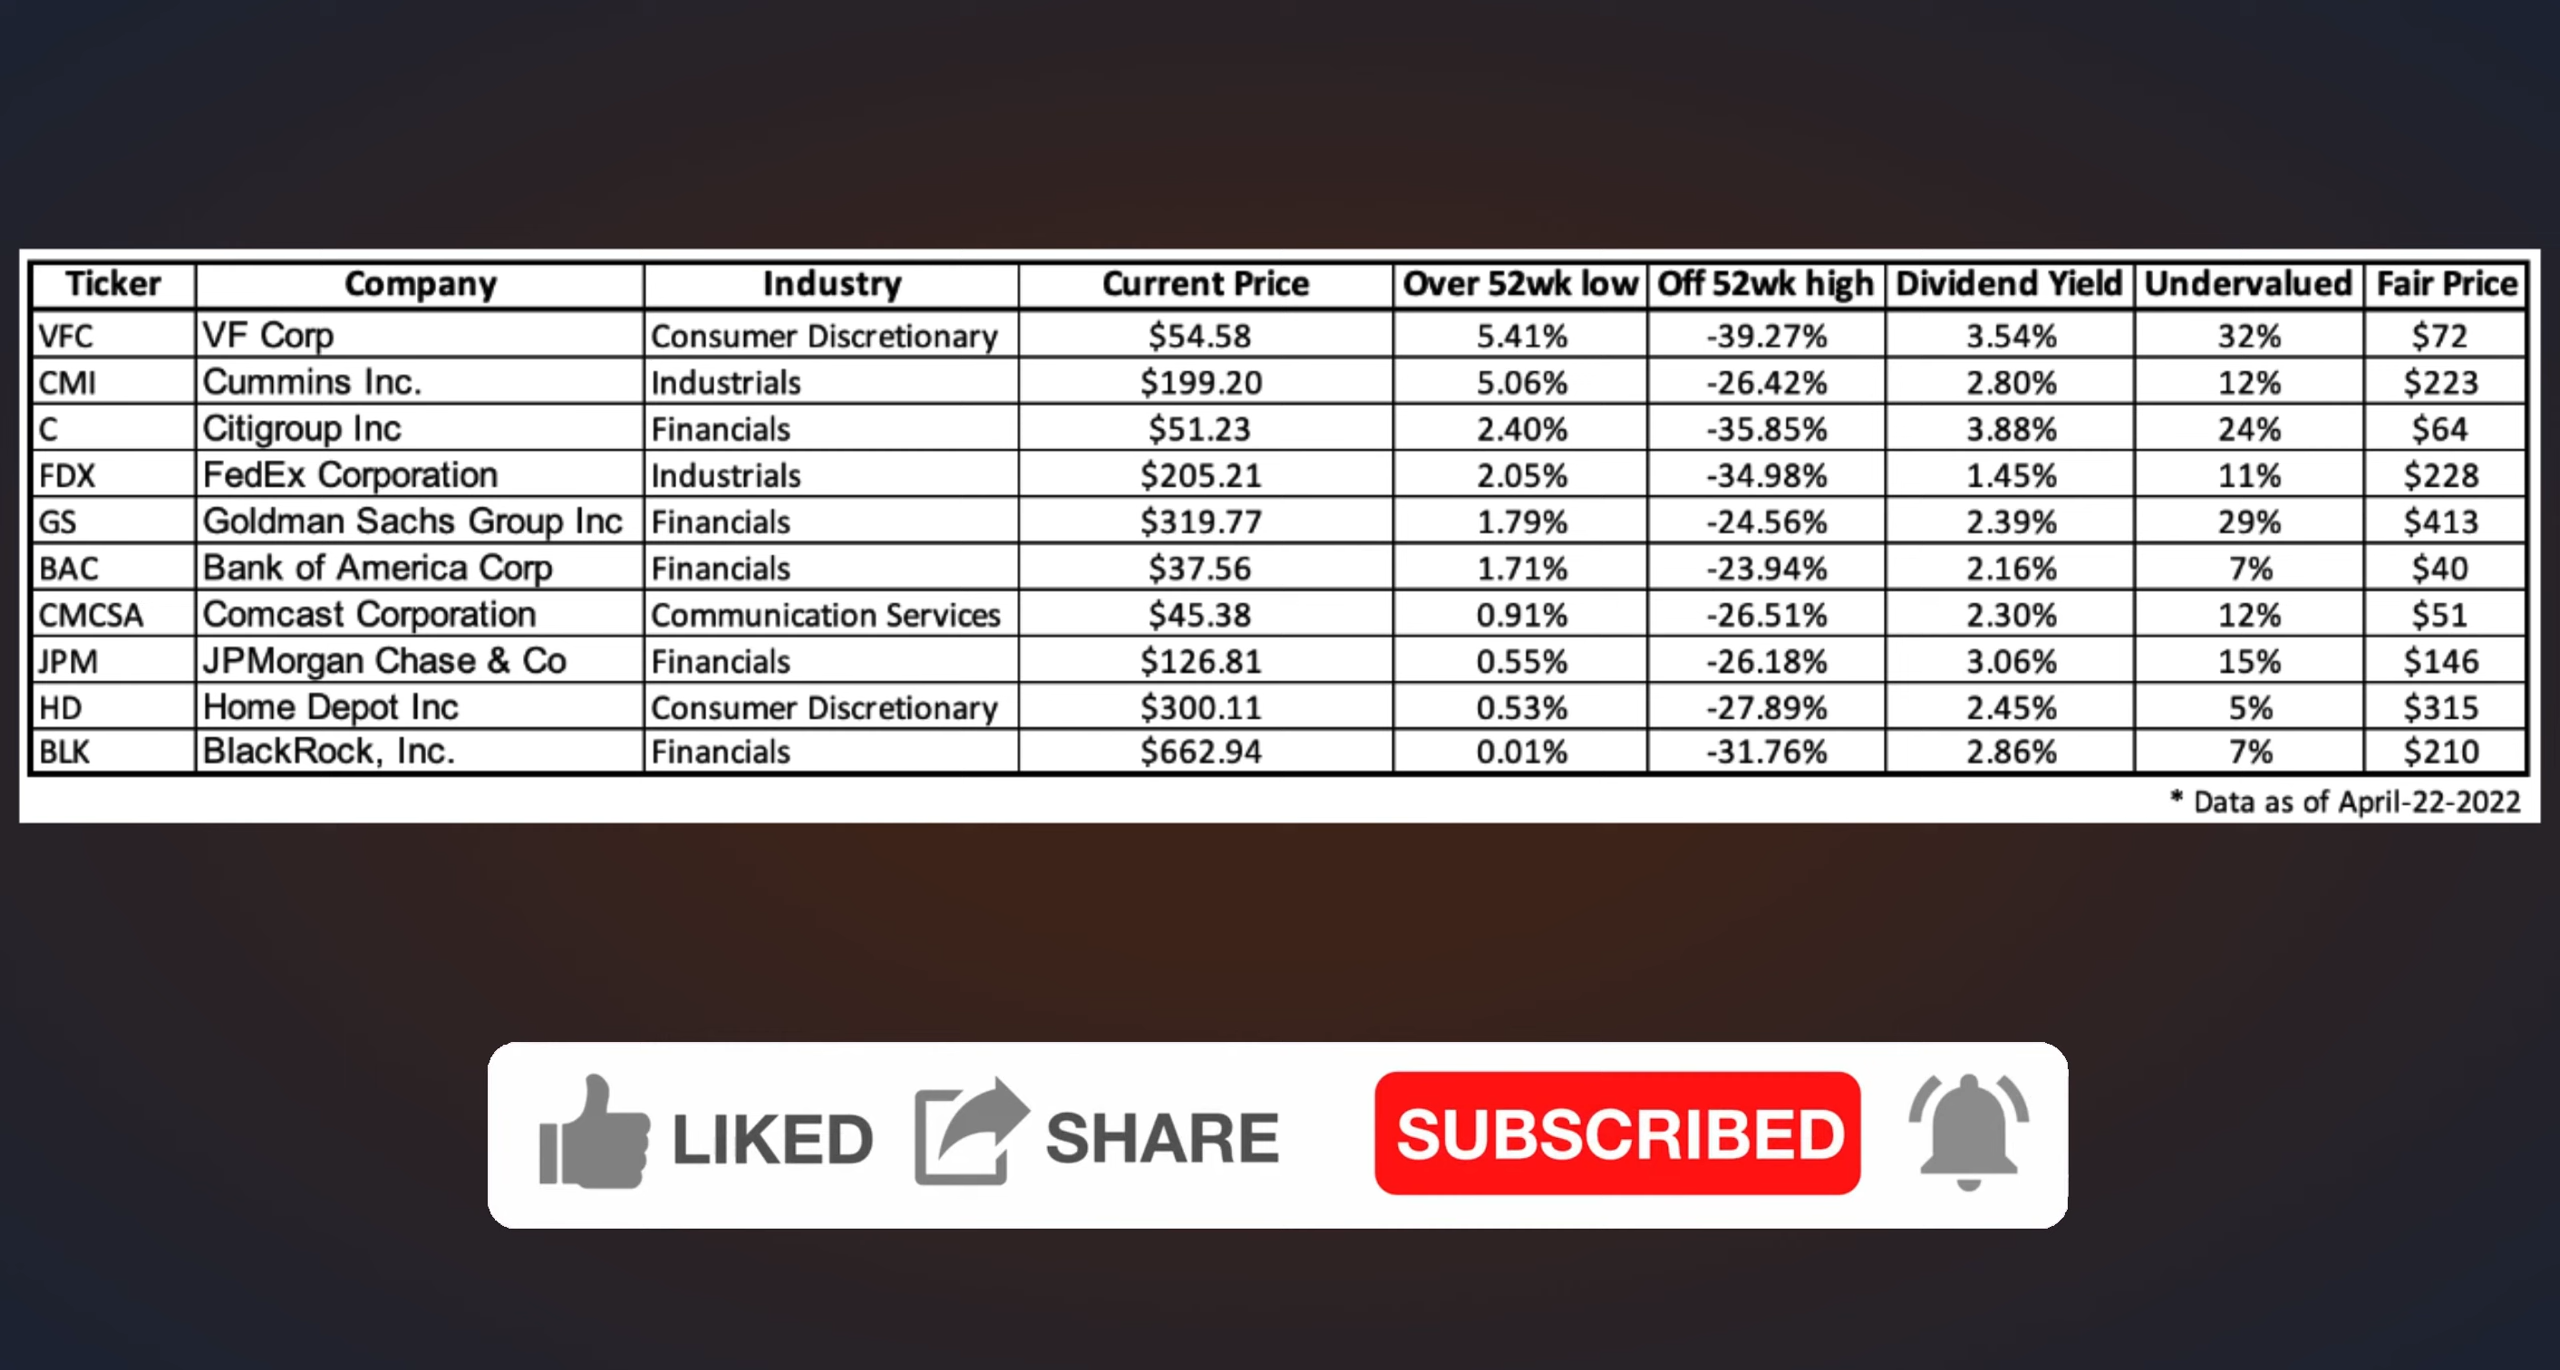 Ticker Company Industry Current Price Over 52wk low Off 52wk high Dividend Yield Undervalued Fair Price
VFC VF Corp Consumer Discretionary $54.58 5.41% -39.27% 3.54% 32% $72
CMI Cummins Inc. Industrials $199.20 5.06% -26.42% 2.80% 12% $223
C Citigroup Inc Financials $51.23 2.40% -35.85% 3.88% 24% $64
FDX FedEx Corporation Industrials $205.21 2.05% -34.98% 1.45% 11% $228
GS Goldman Sachs Group Inc Financials $319.77 1.79% -24.56% 2.39% 29% $413
BAC Bank of America Corp Financials $37.56 1.71% -23.94% 2.16% 7% $40
CMCSA Comcast Corporation Communication Services $45.38 0.91% -26.51% 2.30% 12% $51
JPM JPMorgan Chase & Co Financials $126.81 0.55% -26.18% 3.06% 15% $146
HD Home Depot Inc Consumer Discretionary $300.11 0.53% -27.89% 2.45% 5% $315
BLK BlackRock, Inc. Financials $662.94 0.01% -31.76% 2.86% 7% $210
* Data as of April-22-2022
LIKED SHARE SUBSCRIBED